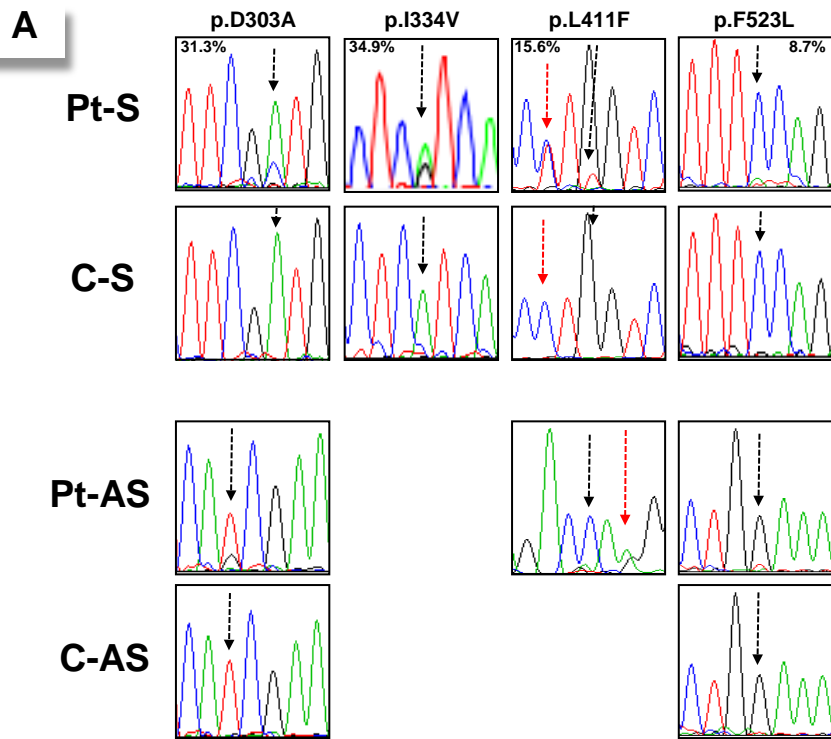 A
p.D303A p.I334V p.L411F p.F523L
31.3% 34.9% 15.6% 8.7%
Pt-S
C-S
Pt-AS
C-AS